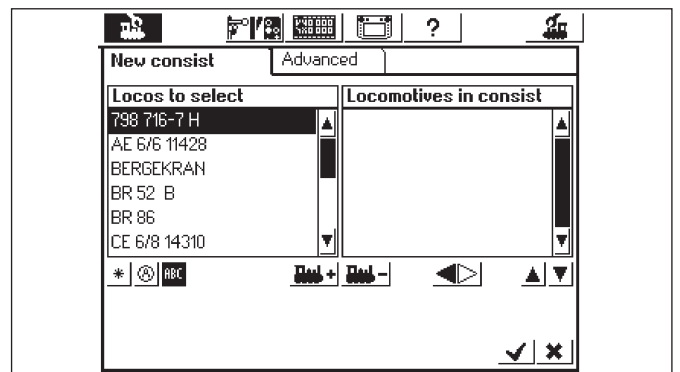 ?
New consist Advanced
Locos to select Locomotives in consist
798 716-7 H
AE 6/6 11428
BERGEKRAN
BR 52 B
BR 86
CE 6/8 14310
* A ABC + -